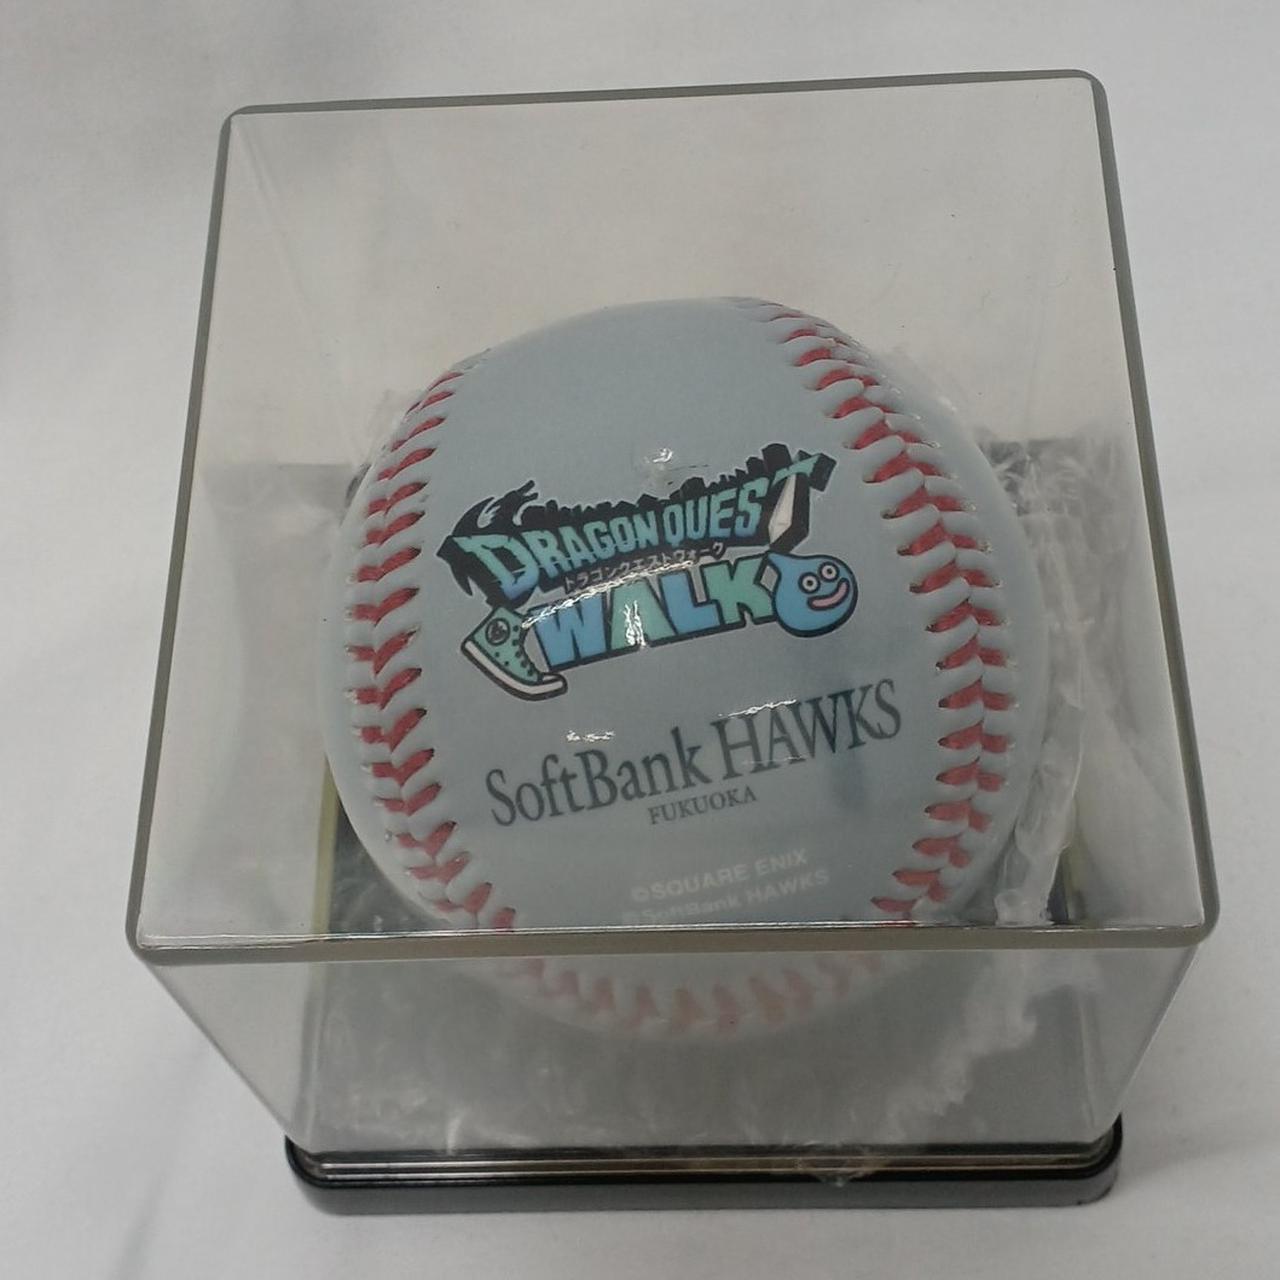 DRAGON QUEST
ドラゴンクエストウォーク
WALK
SoftBank HAWKS
FUKUOKA
©SQUARE ENIX
©SoftBank HAWKS